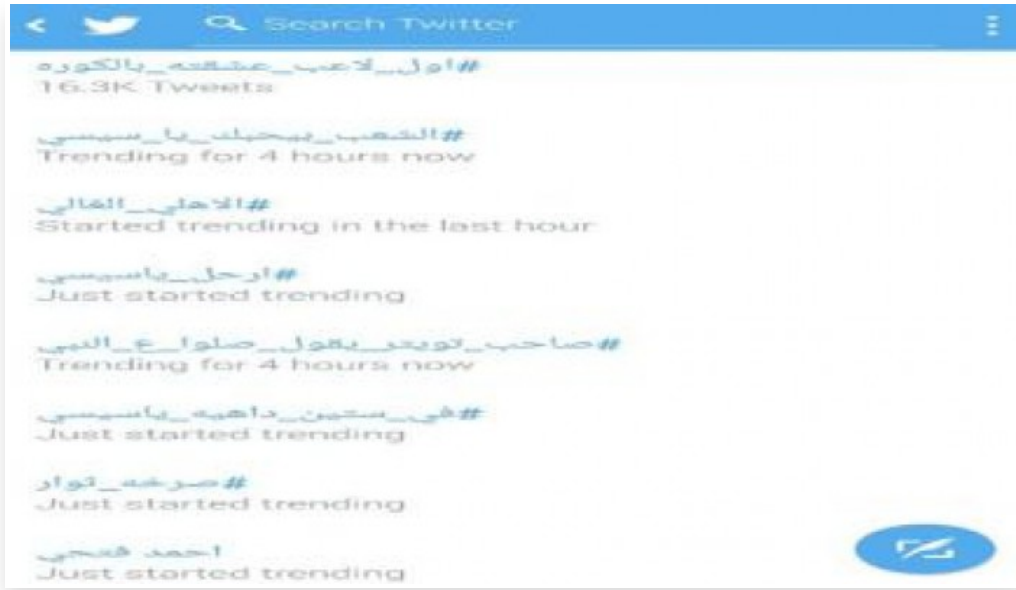 Search Twitter
#اول_لاعب_عشقته_بالكوره
16.3K Tweets
#الشعب_بيحبك_يا_سيسي
Trending for 4 hours now
#الاهلي_الغالي
Started trending in the last hour
#ارحل_ياسيسي
Just started trending
#صاحب_تويتر_يقول_صلوا_ع_النبي
Trending for 4 hours now
#في_ستين_داهيه_ياسيسي
Just started trending
#صرخه_ثوار
Just started trending
احمد فتحي
Just started trending